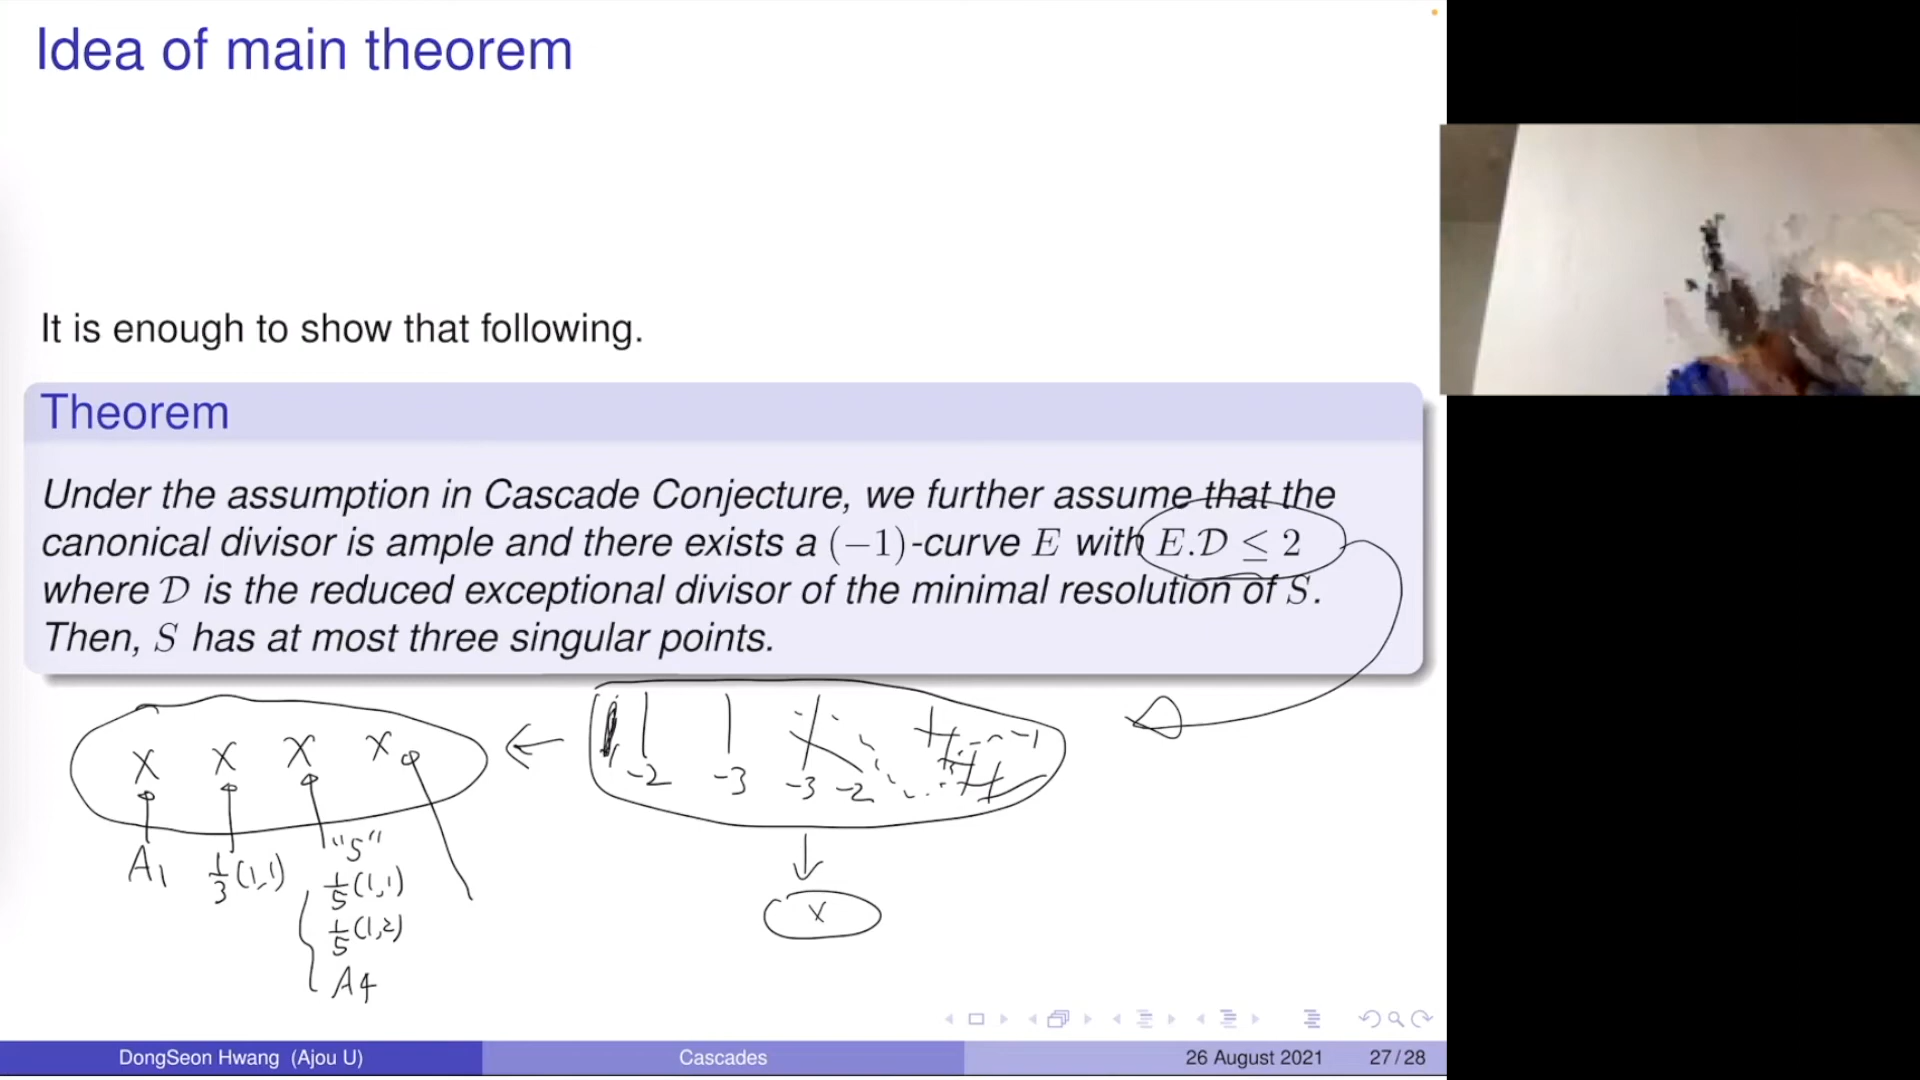 Idea of main theorem
It is enough to show that following.
Theorem
Under the assumption in Cascade Conjecture, we further assume that the
canonical divisor is ample and there exists a (−1)-curve E with E.D ≤ 2
where D is the reduced exceptional divisor of the minimal resolution of S.
Then, S has at most three singular points.
x x x x
-2 -3 -3 -2 -1
A1 1/3(1,1) "5"
1/5(1,1)
1/5(1,2)
A4
x
DongSeon Hwang (Ajou U) Cascades 26 August 2021 27/28